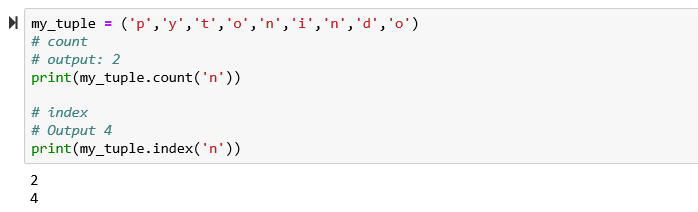 my_tuple = ('p','y','t','o','n','i','n','d','o')
# count
# output: 2
print(my_tuple.count('n'))
# index
# Output 4
print(my_tuple.index('n'))
2
4